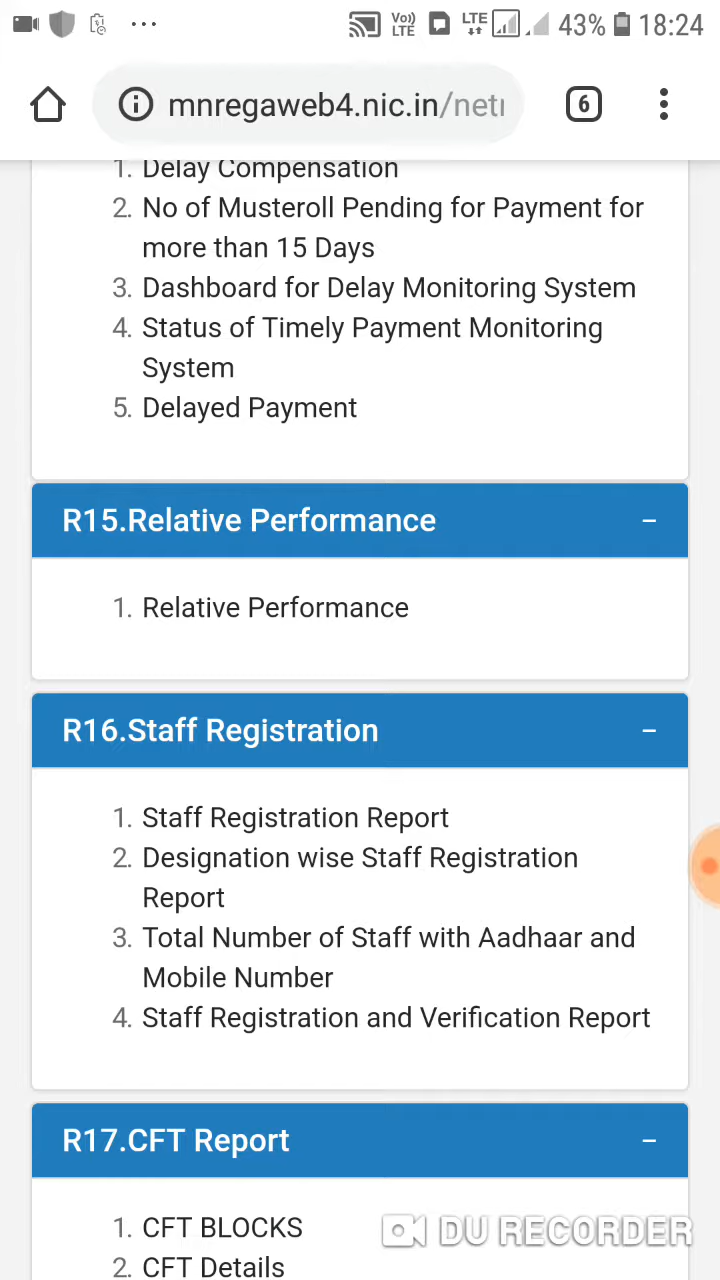 Vo))
LTE
LTE
43%
18:24
mnregaweb4.nic.in/netr
6
1. Delay Compensation
2. No of Musteroll Pending for Payment for
more than 15 Days
3. Dashboard for Delay Monitoring System
4. Status of Timely Payment Monitoring
System
5. Delayed Payment
R15.Relative Performance
1. Relative Performance
R16.Staff Registration
1. Staff Registration Report
2. Designation wise Staff Registration
Report
3. Total Number of Staff with Aadhaar and
Mobile Number
4. Staff Registration and Verification Report
R17.CFT Report
1. CFT BLOCKS
2. CFT Details
DU RECORDER